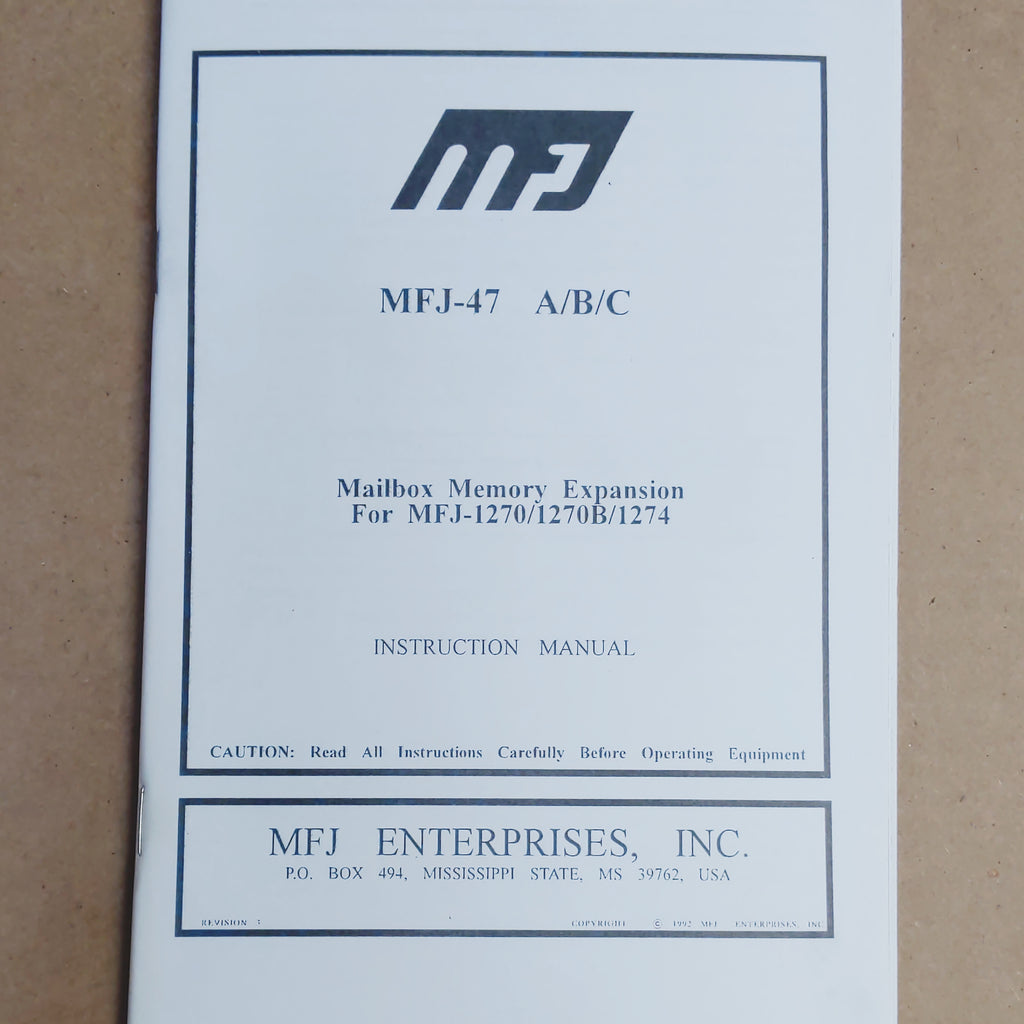 MFJ
MFJ-47 A/B/C
Mailbox Memory Expansion
For MFJ-1270/1270B/1274
INSTRUCTION MANUAL
CAUTION: Read All Instructions Carefully Before Operating Equipment
MFJ ENTERPRISES, INC.
P.O. BOX 494, MISSISSIPPI STATE, MS 39762, USA
REVISION
COPYRIGHT © 1992 MFJ ENTERPRISES, INC